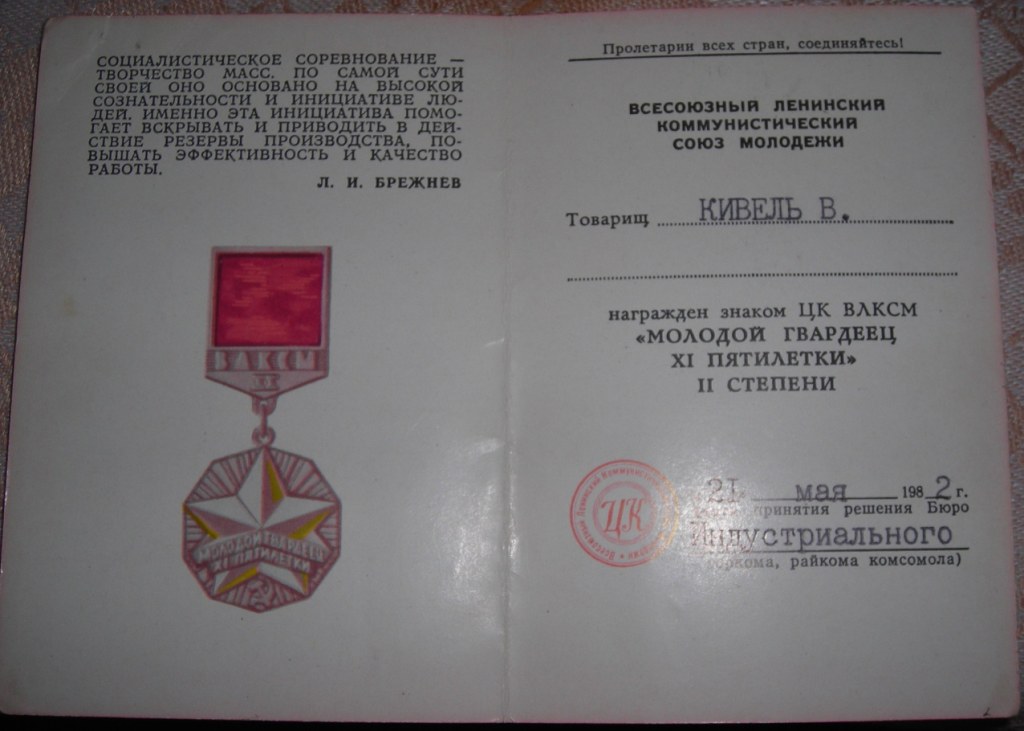 СОЦИАЛИСТИЧЕСКОЕ СОРЕВНОВАНИЕ —
ТВОРЧЕСТВО МАСС. ПО САМОЙ СУТИ
СВОЕЙ ОНО ОСНОВАНО НА ВЫСОКОЙ
СОЗНАТЕЛЬНОСТИ И ИНИЦИАТИВЕ ЛЮ-
ДЕЙ. ИМЕННО ЭТА ИНИЦИАТИВА ПОМО-
ГАЕТ ВСКРЫВАТЬ И ПРИВОДИТЬ В ДЕЙ-
СТВИЕ РЕЗЕРВЫ ПРОИЗВОДСТВА, ПО-
ВЫШАТЬ ЭФФЕКТИВНОСТЬ И КАЧЕСТВО
РАБОТЫ.
Л. И. БРЕЖНЕВ
ВЛКСМ
II
МОЛОДОЙ ГВАРДЕЕЦ
XI ПЯТИЛЕТКИ
Пролетарии всех стран, соединяйтесь!
ВСЕСОЮЗНЫЙ ЛЕНИНСКИЙ
КОММУНИСТИЧЕСКИЙ
СОЮЗ МОЛОДЕЖИ
Товарищ КИВЕЛЬ В.
награжден знаком ЦК ВЛКСМ
«МОЛОДОЙ ГВАРДЕЕЦ
XI ПЯТИЛЕТКИ»
II СТЕПЕНИ
ЦК
21 мая 1982 г.
принятия решения Бюро
Индустриального
горкома, райкома комсомола)